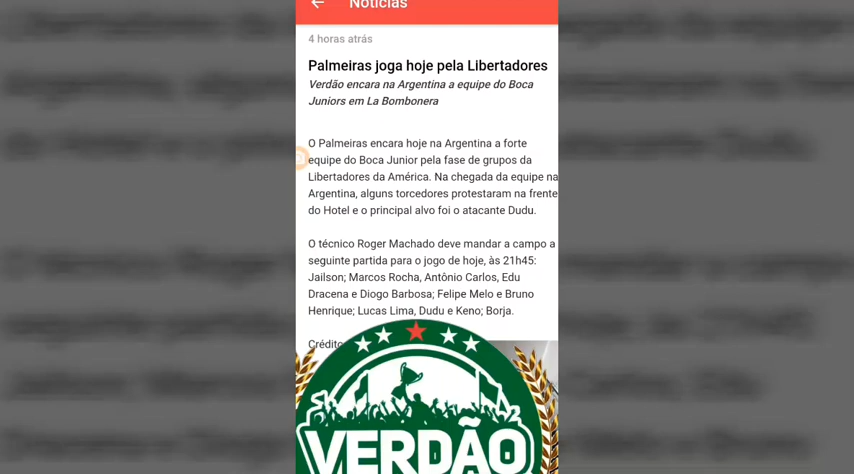 Notícias
4 horas atrás
Palmeiras joga hoje pela Libertadores
Verdão encara na Argentina a equipe do Boca
Juniors em La Bombonera
O Palmeiras encara hoje na Argentina a forte
equipe do Boca Junior pela fase de grupos da
Libertadores da América. Na chegada da equipe na
Argentina, alguns torcedores protestaram na frente
do Hotel e o principal alvo foi o atacante Dudu.
O técnico Roger Machado deve mandar a campo a
seguinte partida para o jogo de hoje, às 21h45:
Jailson; Marcos Rocha, Antônio Carlos, Edu
Dracena e Diogo Barbosa; Felipe Melo e Bruno
Henrique; Lucas Lima, Dudu e Keno; Borja.
VERDÃO